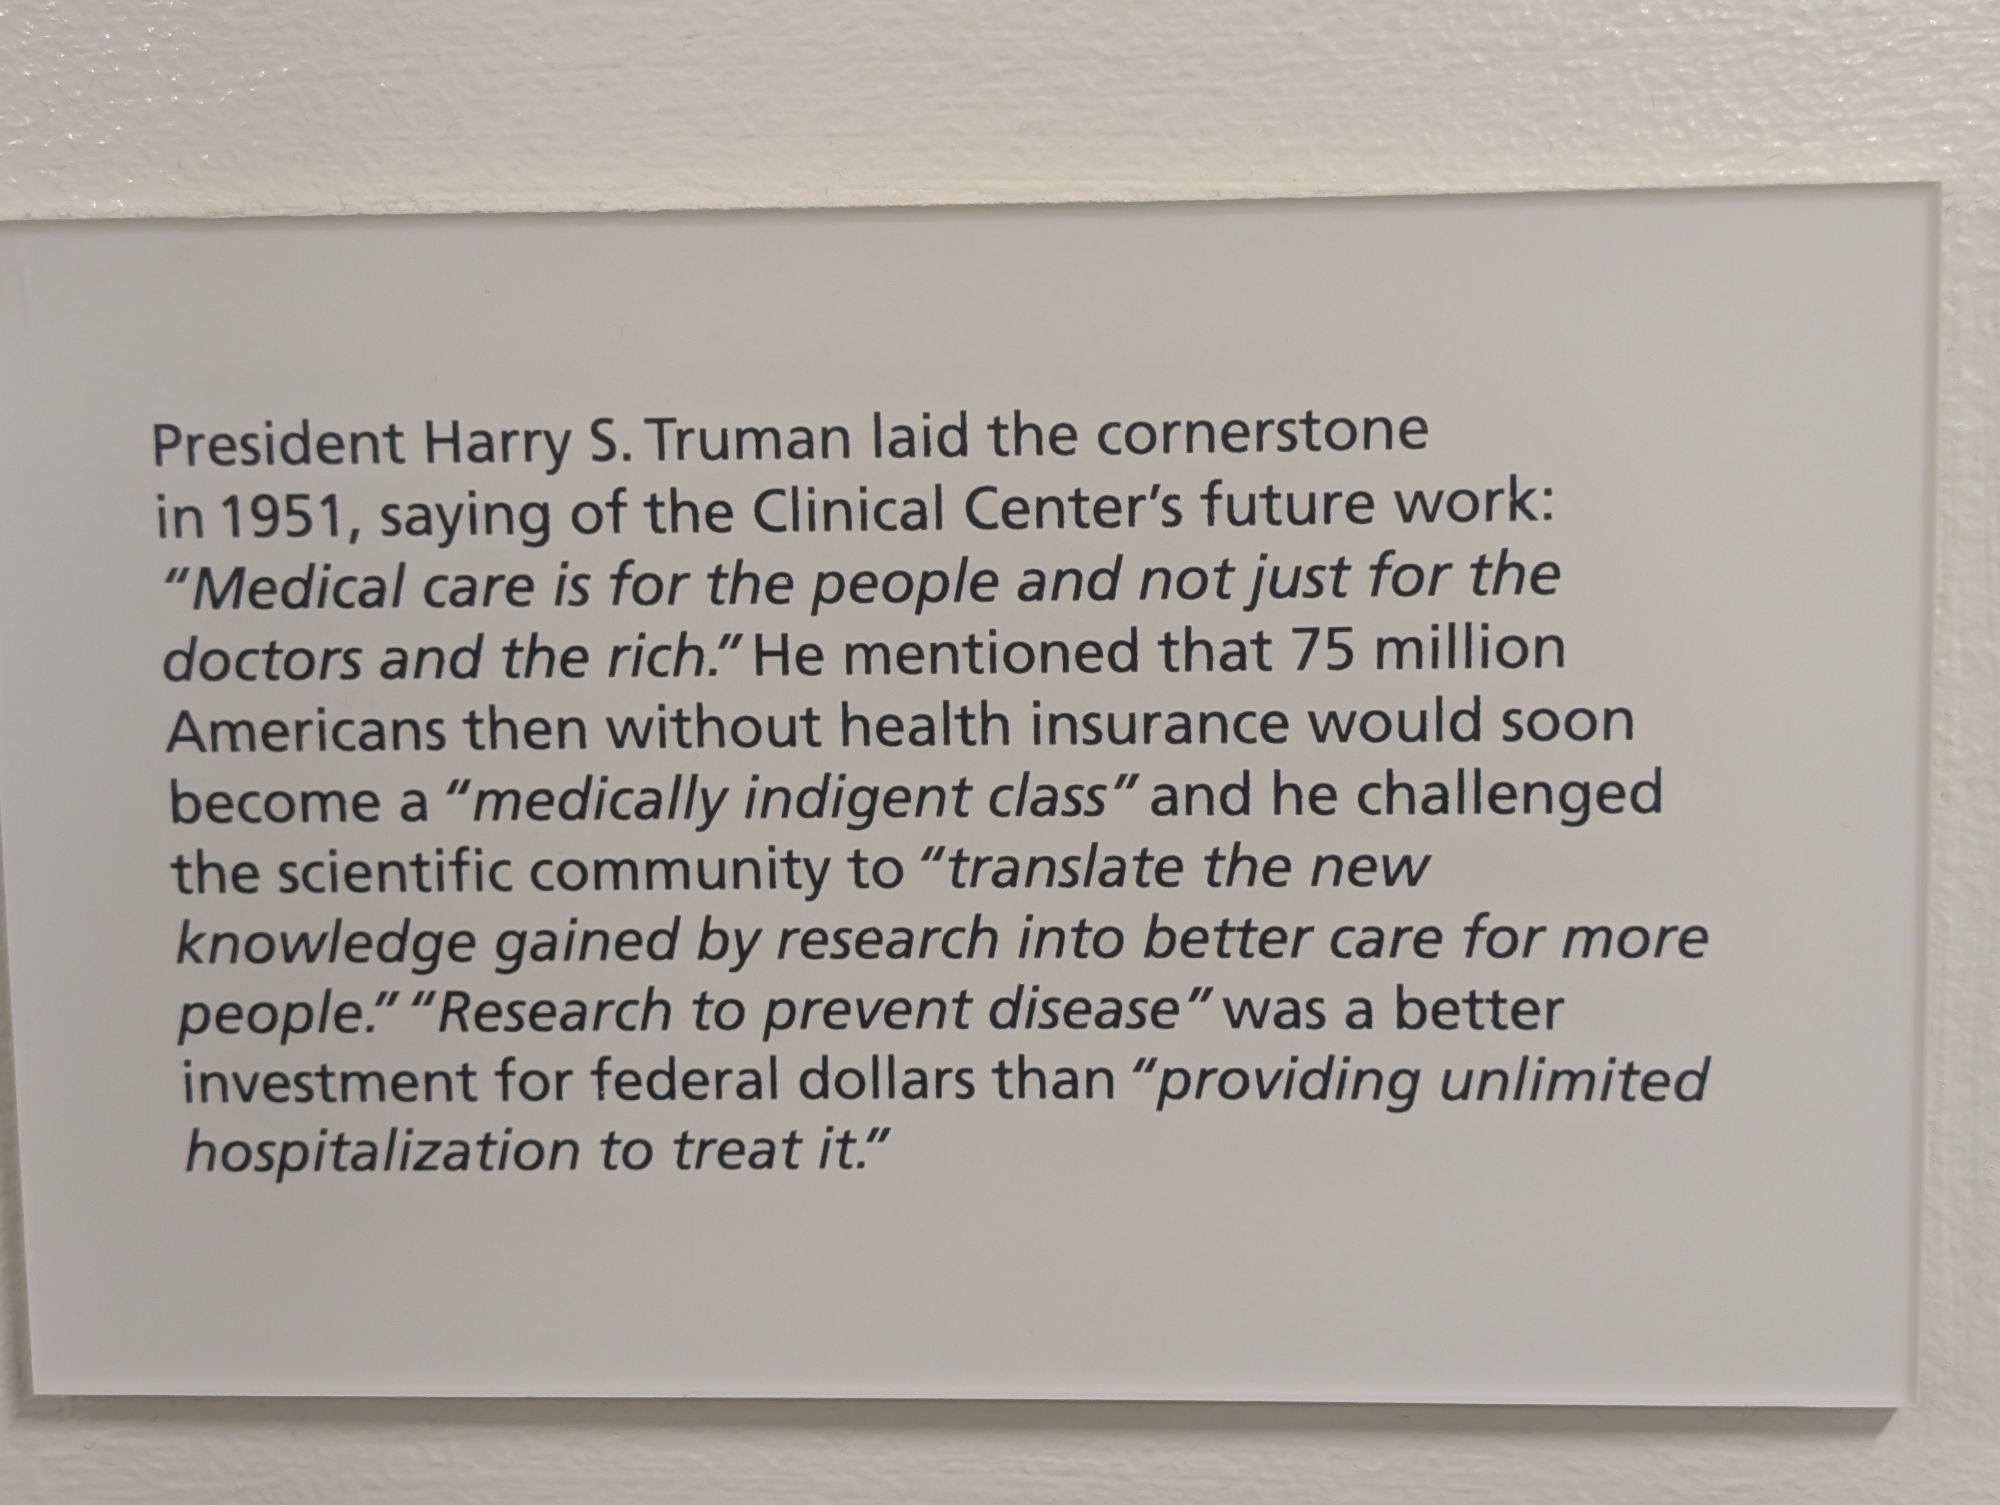 President Harry S. Truman laid the cornerstone
in 1951, saying of the Clinical Center’s future work:
“Medical care is for the people and not just for the
doctors and the rich.” He mentioned that 75 million
Americans then without health insurance would soon
become a “medically indigent class” and he challenged
the scientific community to “translate the new
knowledge gained by research into better care for more
people.” “Research to prevent disease” was a better
investment for federal dollars than “providing unlimited
hospitalization to treat it.”